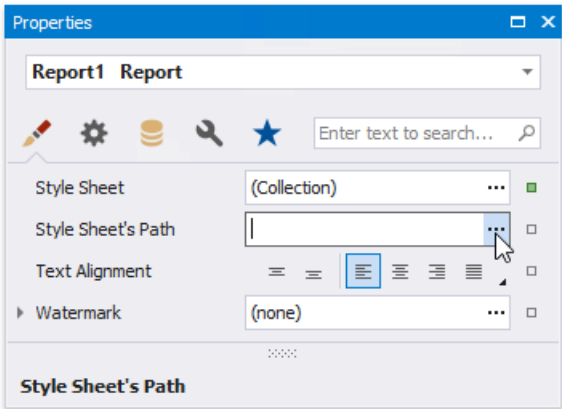 Properties
Report1 Report
Enter text to search...
Style Sheet (Collection) ...
Style Sheet's Path ...
Text Alignment
Watermark (none) ...
Style Sheet's Path